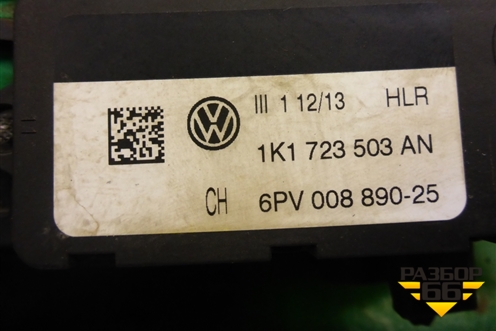 III 1 12/13 HLR
1K1 723 503 AN
CH 6PV 008 890-25
РАЗБОР
66